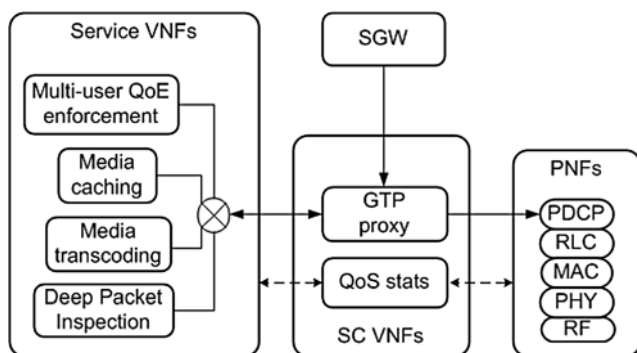 Service VNFs
Multi-user QoE
enforcement
Media
caching
Media
transcoding
Deep Packet
Inspection
SGW
GTP
proxy
QoS stats
SC VNFs
PNFs
PDCP
RLC
MAC
PHY
RF